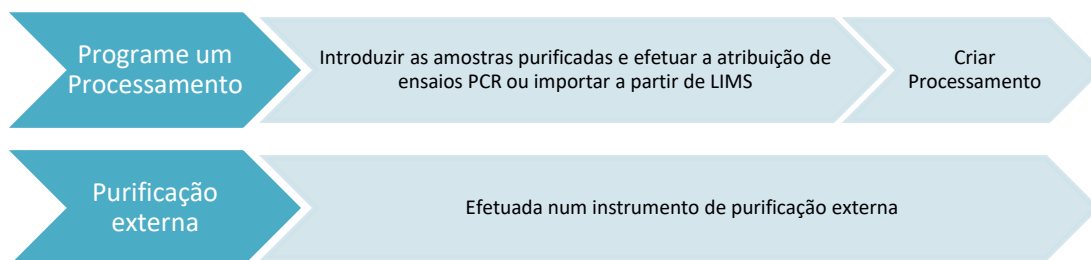 Programe um
Processamento
Introduzir as amostras purificadas e efetuar a atribuição de
ensaios PCR ou importar a partir de LIMS
Criar
Processamento
Purificação
externa
Efetuada num instrumento de purificação externa